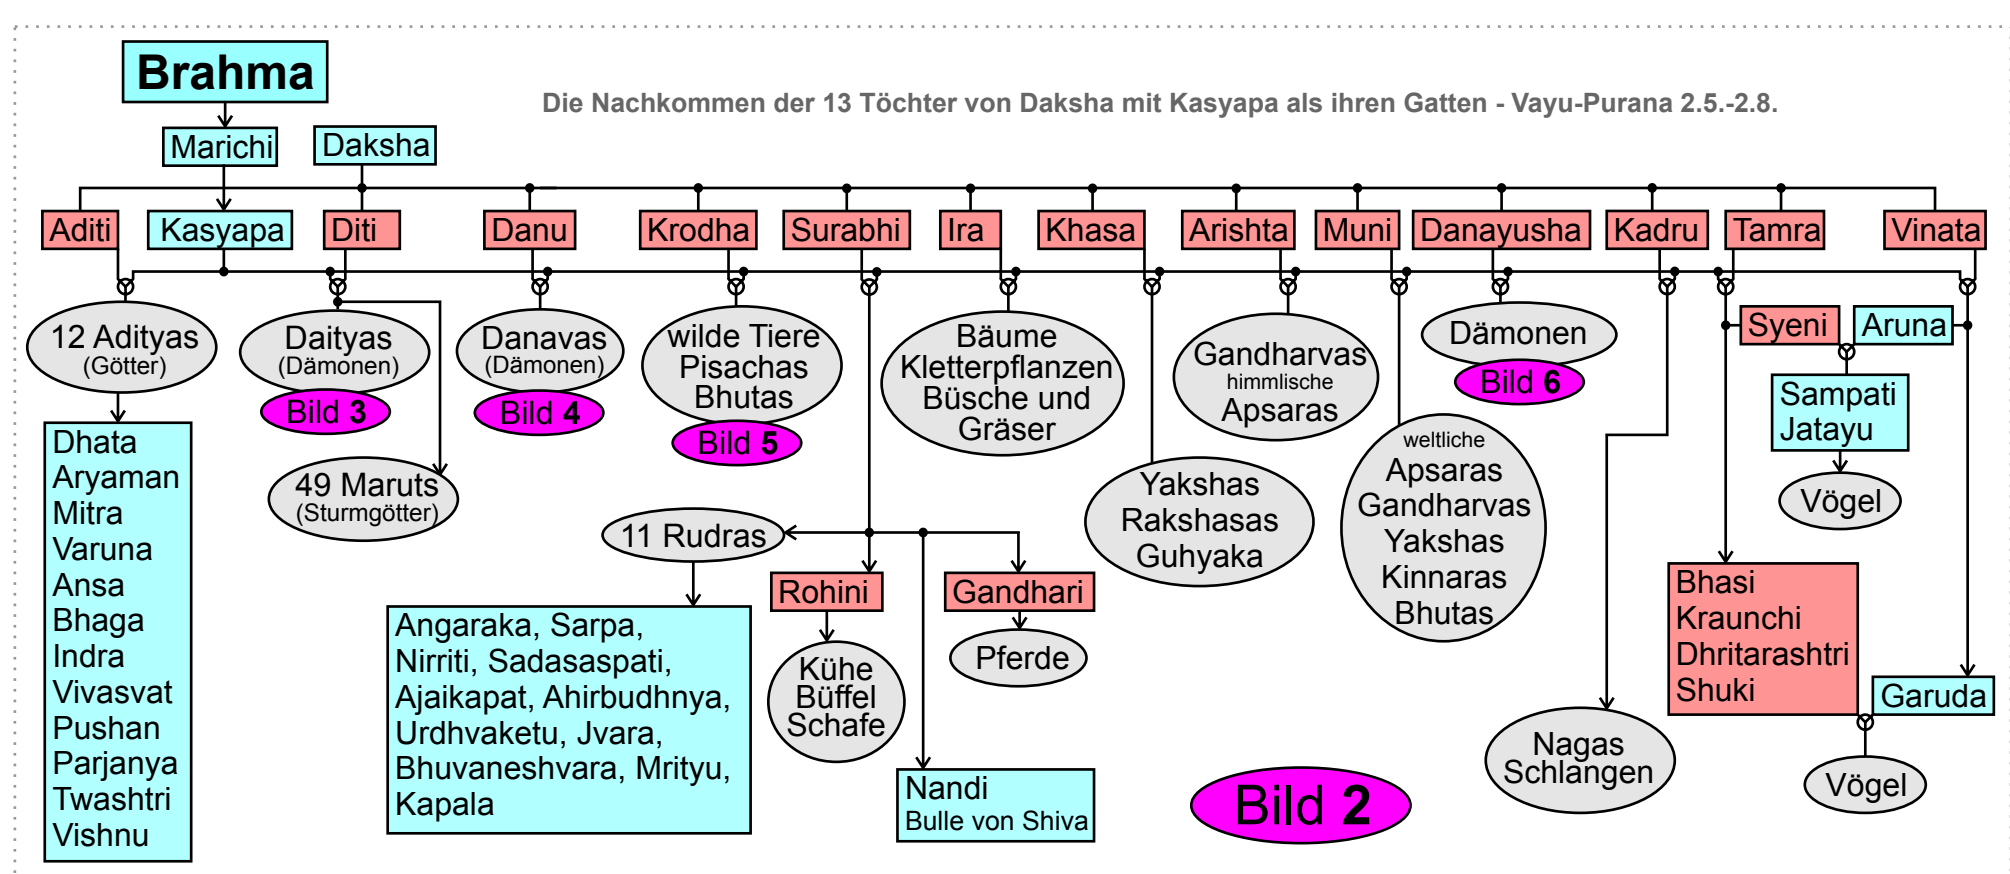 Brahma
Die Nachkommen der 13 Töchter von Daksha mit Kasyapa als ihren Gatten - Vayu-Purana 2.5.-2.8.
Marichi
Daksha
Aditi
Kasyapa
Diti
Danu
Krodha
Surabhi
Ira
Khasa
Arishta
Muni
Danayusha
Kadru
Tamra
Vinata
12 Adityas
(Götter)
Daityas
(Dämonen)
Bild 3
Danavas
(Dämonen)
Bild 4
wilde Tiere
Pisachas
Bhutas
Bild 5
Bäume
Kletterpflanzen
Büsche und
Gräser
Gandharvas
himmlische
Apsaras
Dämonen
Bild 6
Syeni
Aruna
Sampati
Jatayu
Vögel
Dhata
Aryaman
Mitra
Varuna
Ansa
Bhaga
Indra
Vivasvat
Pushan
Parjanya
Twashtri
Vishnu
49 Maruts
(Sturmgötter)
11 Rudras
Angaraka, Sarpa,
Nirriti, Sadasaspati,
Ajaikapat, Ahirbudhnya,
Urdhvaketu, Jvara,
Bhuvaneshvara, Mrityu,
Kapala
Rohini
Kühe
Büffel
Schafe
Gandhari
Pferde
Nandi
Bulle von Shiva
Yakshas
Rakshasas
Guhyaka
weltliche
Apsaras
Gandharvas
Yakshas
Kinnaras
Bhutas
Nagas
Schlangen
Bhasi
Kraunchi
Dhritarashtri
Shuki
Garuda
Vögel
Bild 2